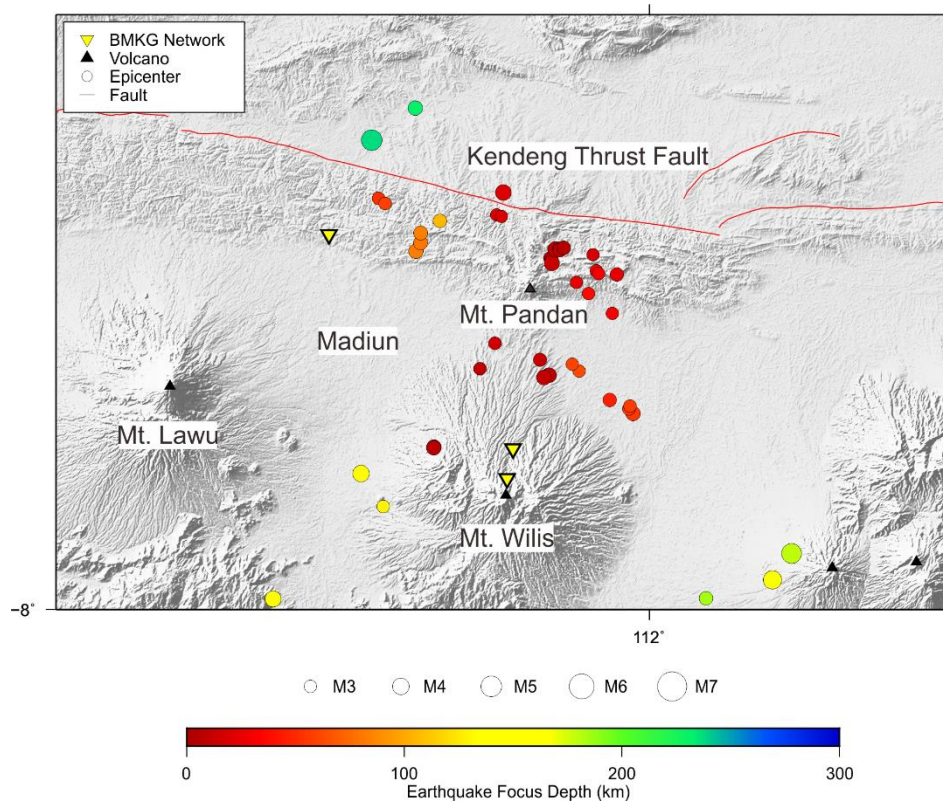 BMKG Network
Volcano
Epicenter
Fault
Kendeng Thrust Fault
Mt. Pandan
Madiun
Mt. Lawu
Mt. Wilis
−8°
112°
M3 M4 M5 M6 M7
0 100 200 300
Earthquake Focus Depth (km)